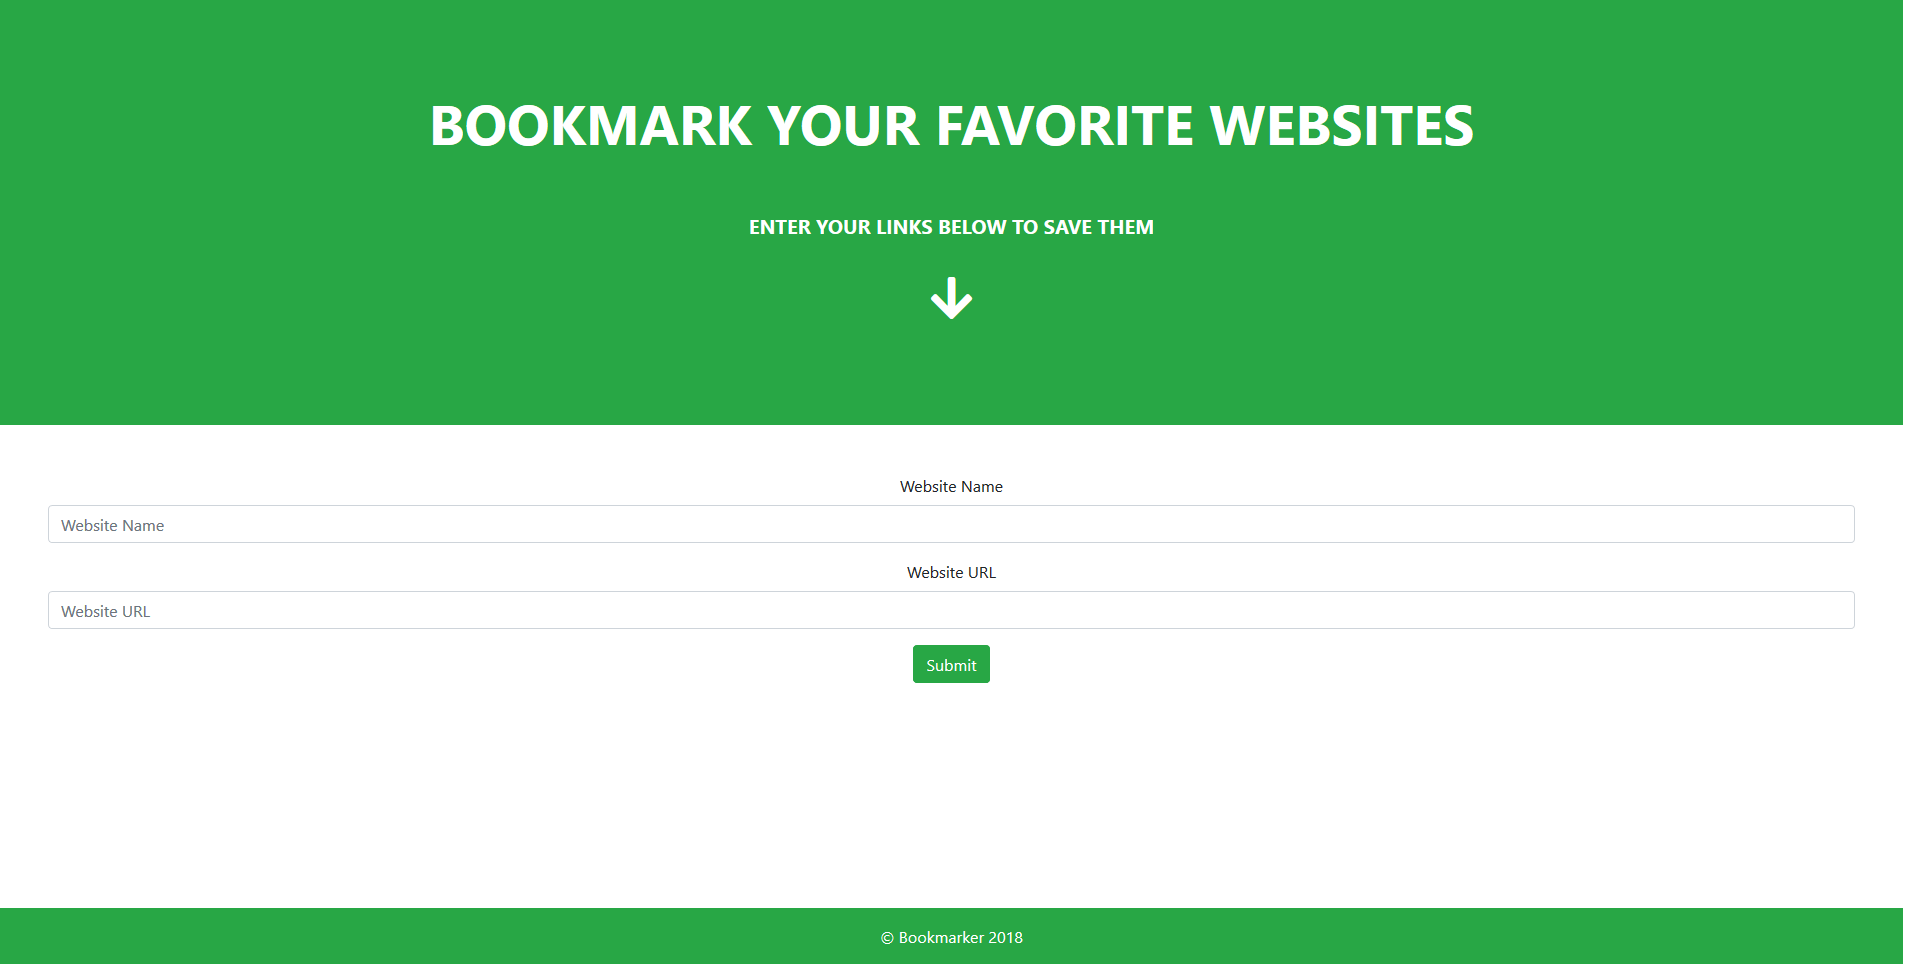 BOOKMARK YOUR FAVORITE WEBSITES
ENTER YOUR LINKS BELOW TO SAVE THEM
Website Name
Website Name
Website URL
Website URL
Submit
© Bookmarker 2018